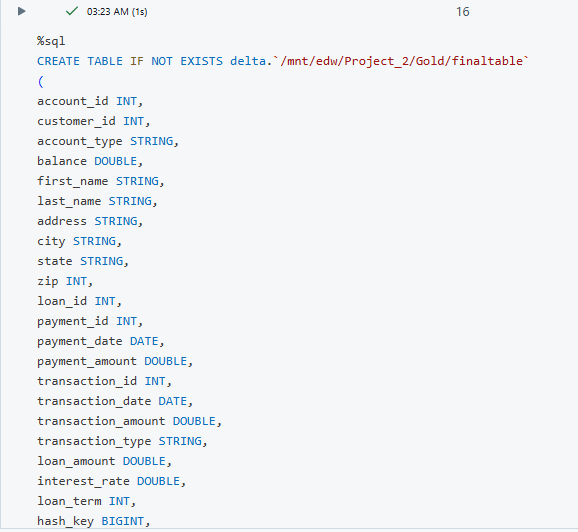 03:23 AM (1s)
16
%sql
CREATE TABLE IF NOT EXISTS delta.`/mnt/edw/Project_2/Gold/finaltable`
(
account_id INT,
customer_id INT,
account_type STRING,
balance DOUBLE,
first_name STRING,
last_name STRING,
address STRING,
city STRING,
state STRING,
zip INT,
loan_id INT,
payment_id INT,
payment_date DATE,
payment_amount DOUBLE,
transaction_id INT,
transaction_date DATE,
transaction_amount DOUBLE,
transaction_type STRING,
loan_amount DOUBLE,
interest_rate DOUBLE,
loan_term INT,
hash_key BIGINT,